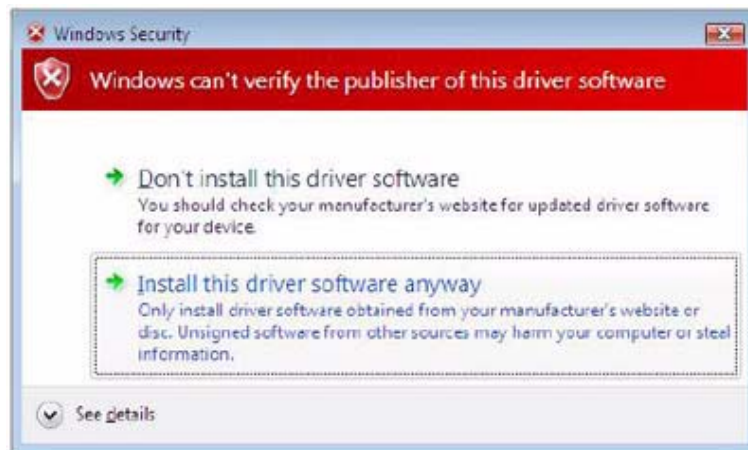 Windows Security
Windows can't verify the publisher of this driver software
Don't install this driver software
You should check your manufacturer's website for updated driver software
for your device.
Install this driver software anyway
Only install driver software obtained from your manufacturer's website or
disc. Unsigned software from other sources may harm your computer or steal
information.
See details